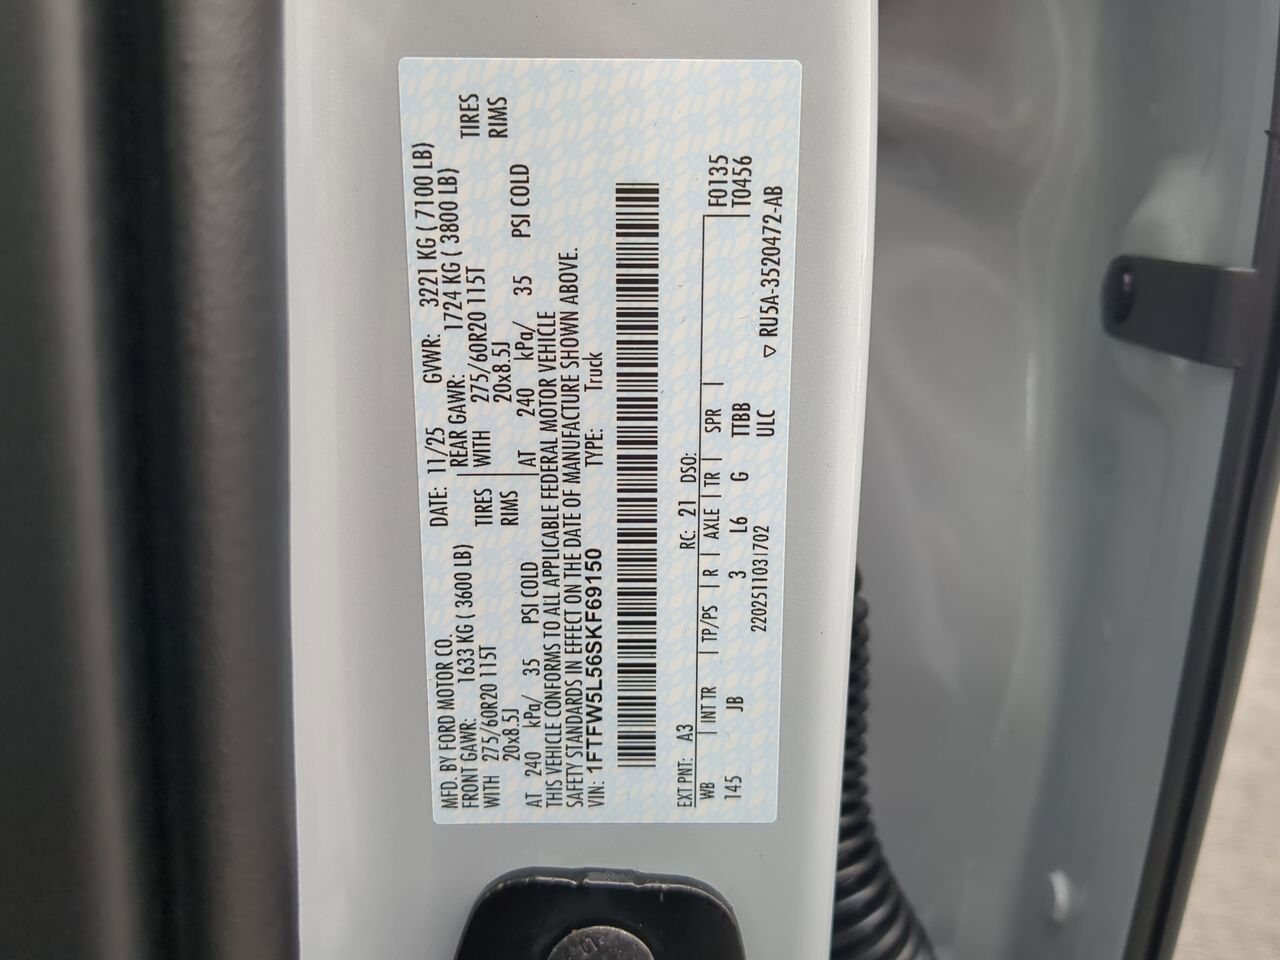 MFD. BY FORD MOTOR CO.
DATE: 11/25 GVWR: 3221 KG ( 7100 LB)
FRONT GAWR: 1633 KG ( 3600 LB) REAR GAWR: 1724 KG ( 3800 LB)
WITH 275/60R20 115T TIRES WITH 275/60R20 115T TIRES
20x8.5J RIMS 20x8.5J RIMS
AT 240 kPa/ 35 PSI COLD AT 240 kPa/ 35 PSI COLD
THIS VEHICLE CONFORMS TO ALL APPLICABLE FEDERAL MOTOR VEHICLE
SAFETY STANDARDS IN EFFECT ON THE DATE OF MANUFACTURE SHOWN ABOVE.
VIN: 1FTFW5L56SKF69150 TYPE: Truck
EXT PNT: A3 RC: 21 DSO:
WB INT TR TP/PS R AXLE TR SPR F0135
145 JB 3 L6 G TTBB T0456
220251103I702 ULC ▽ RU5A-3520472-AB